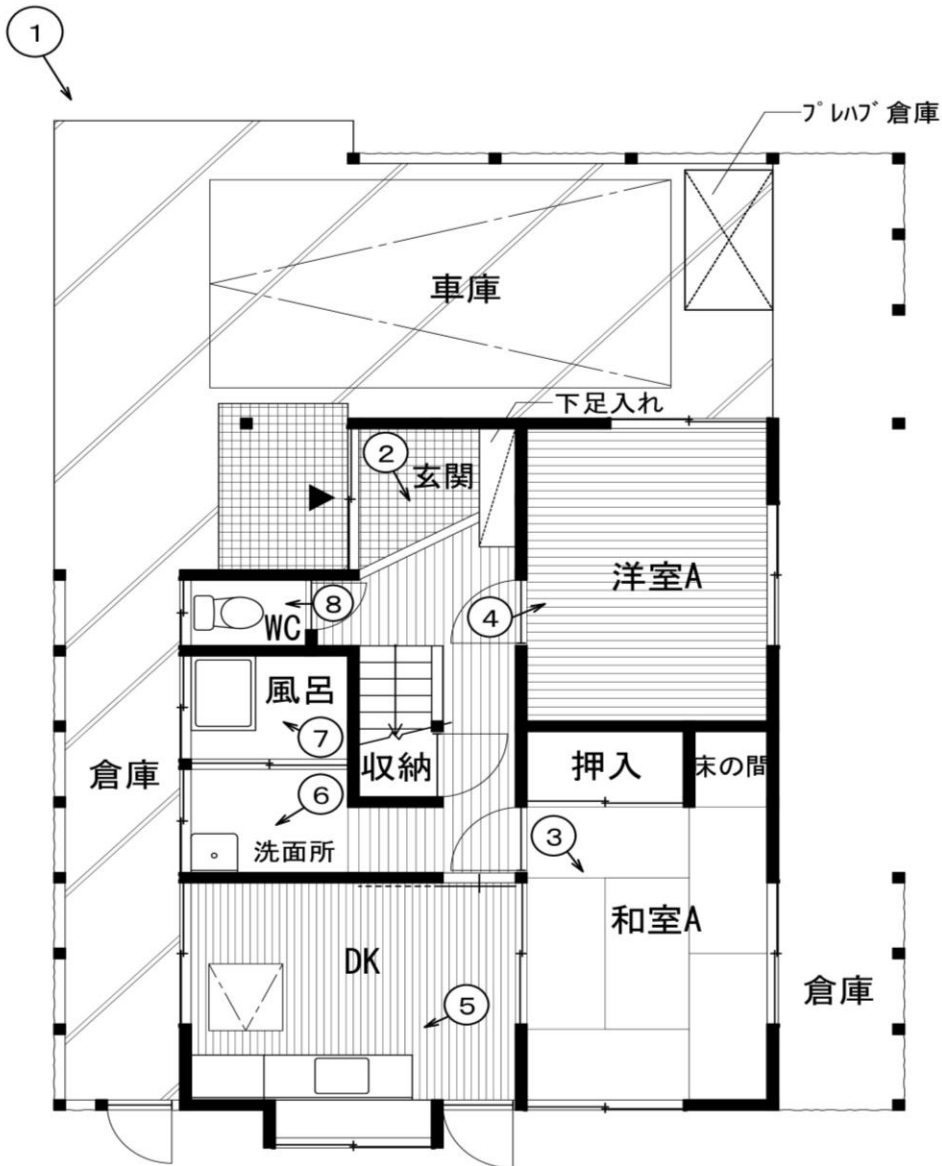 ①
プレハブ倉庫
車庫
下足入れ
②
玄関
洋室A
⑧
WC
④
風呂
⑦
収納
押入
床の間
倉庫
⑥
洗面所
③
和室A
DK
⑤
倉庫